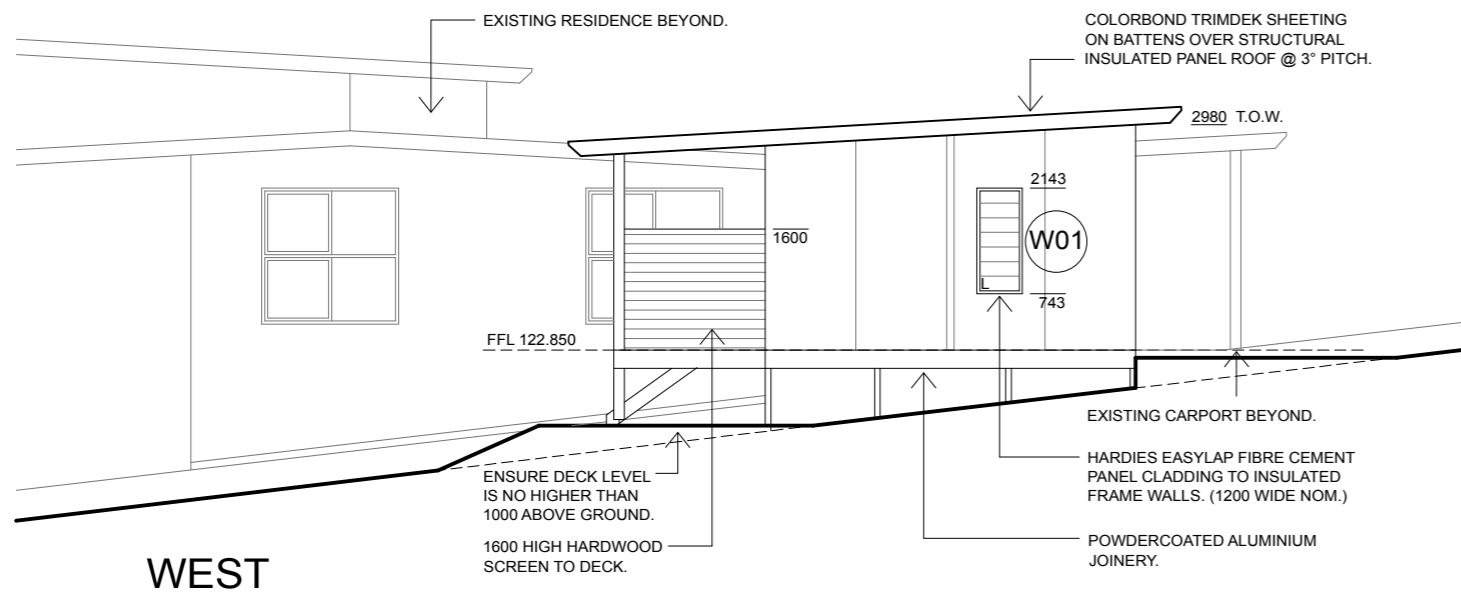 EXISTING RESIDENCE BEYOND.
COLORBOND TRIMDEK SHEETING
ON BATTENS OVER STRUCTURAL
INSULATED PANEL ROOF @ 3° PITCH.
2980 T.O.W.
2143
W01
1600
L
743
FFL 122.850
EXISTING CARPORT BEYOND.
ENSURE DECK LEVEL
IS NO HIGHER THAN
1000 ABOVE GROUND.
HARDIES EASYLAP FIBRE CEMENT
PANEL CLADDING TO INSULATED
FRAME WALLS. (1200 WIDE NOM.)
1600 HIGH HARDWOOD
SCREEN TO DECK.
POWDERCOATED ALUMINIUM
JOINERY.
WEST